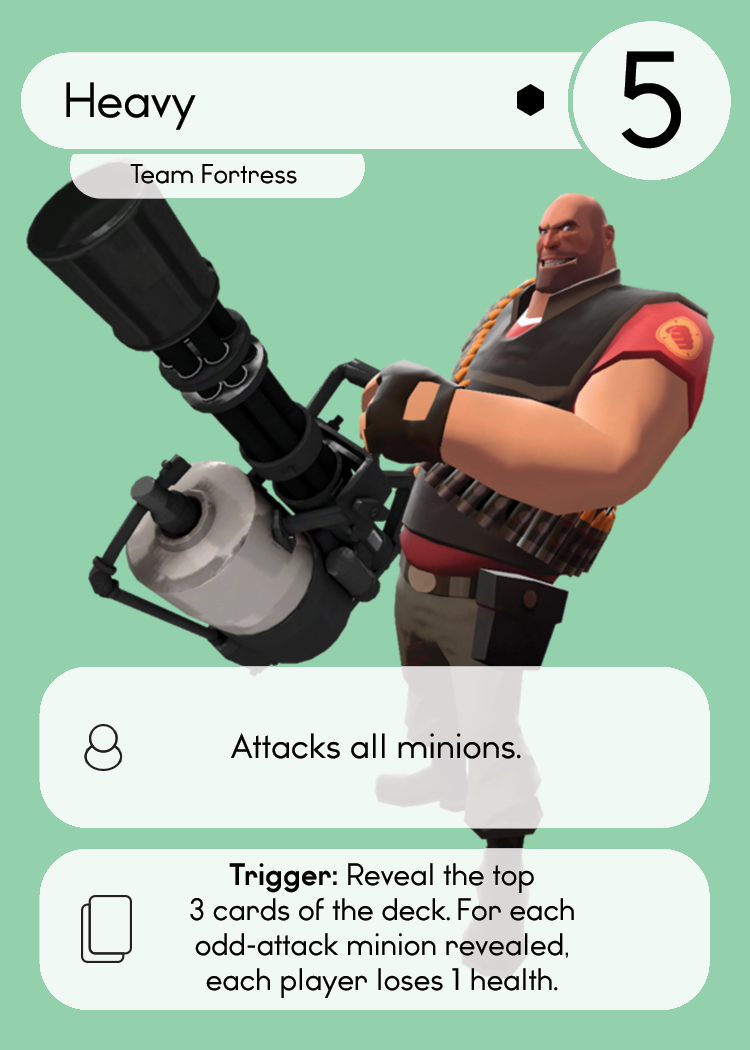 Heavy
5
Team Fortress
Attacks all minions.
Trigger: Reveal the top
3 cards of the deck. For each
odd-attack minion revealed,
each player loses 1 health.